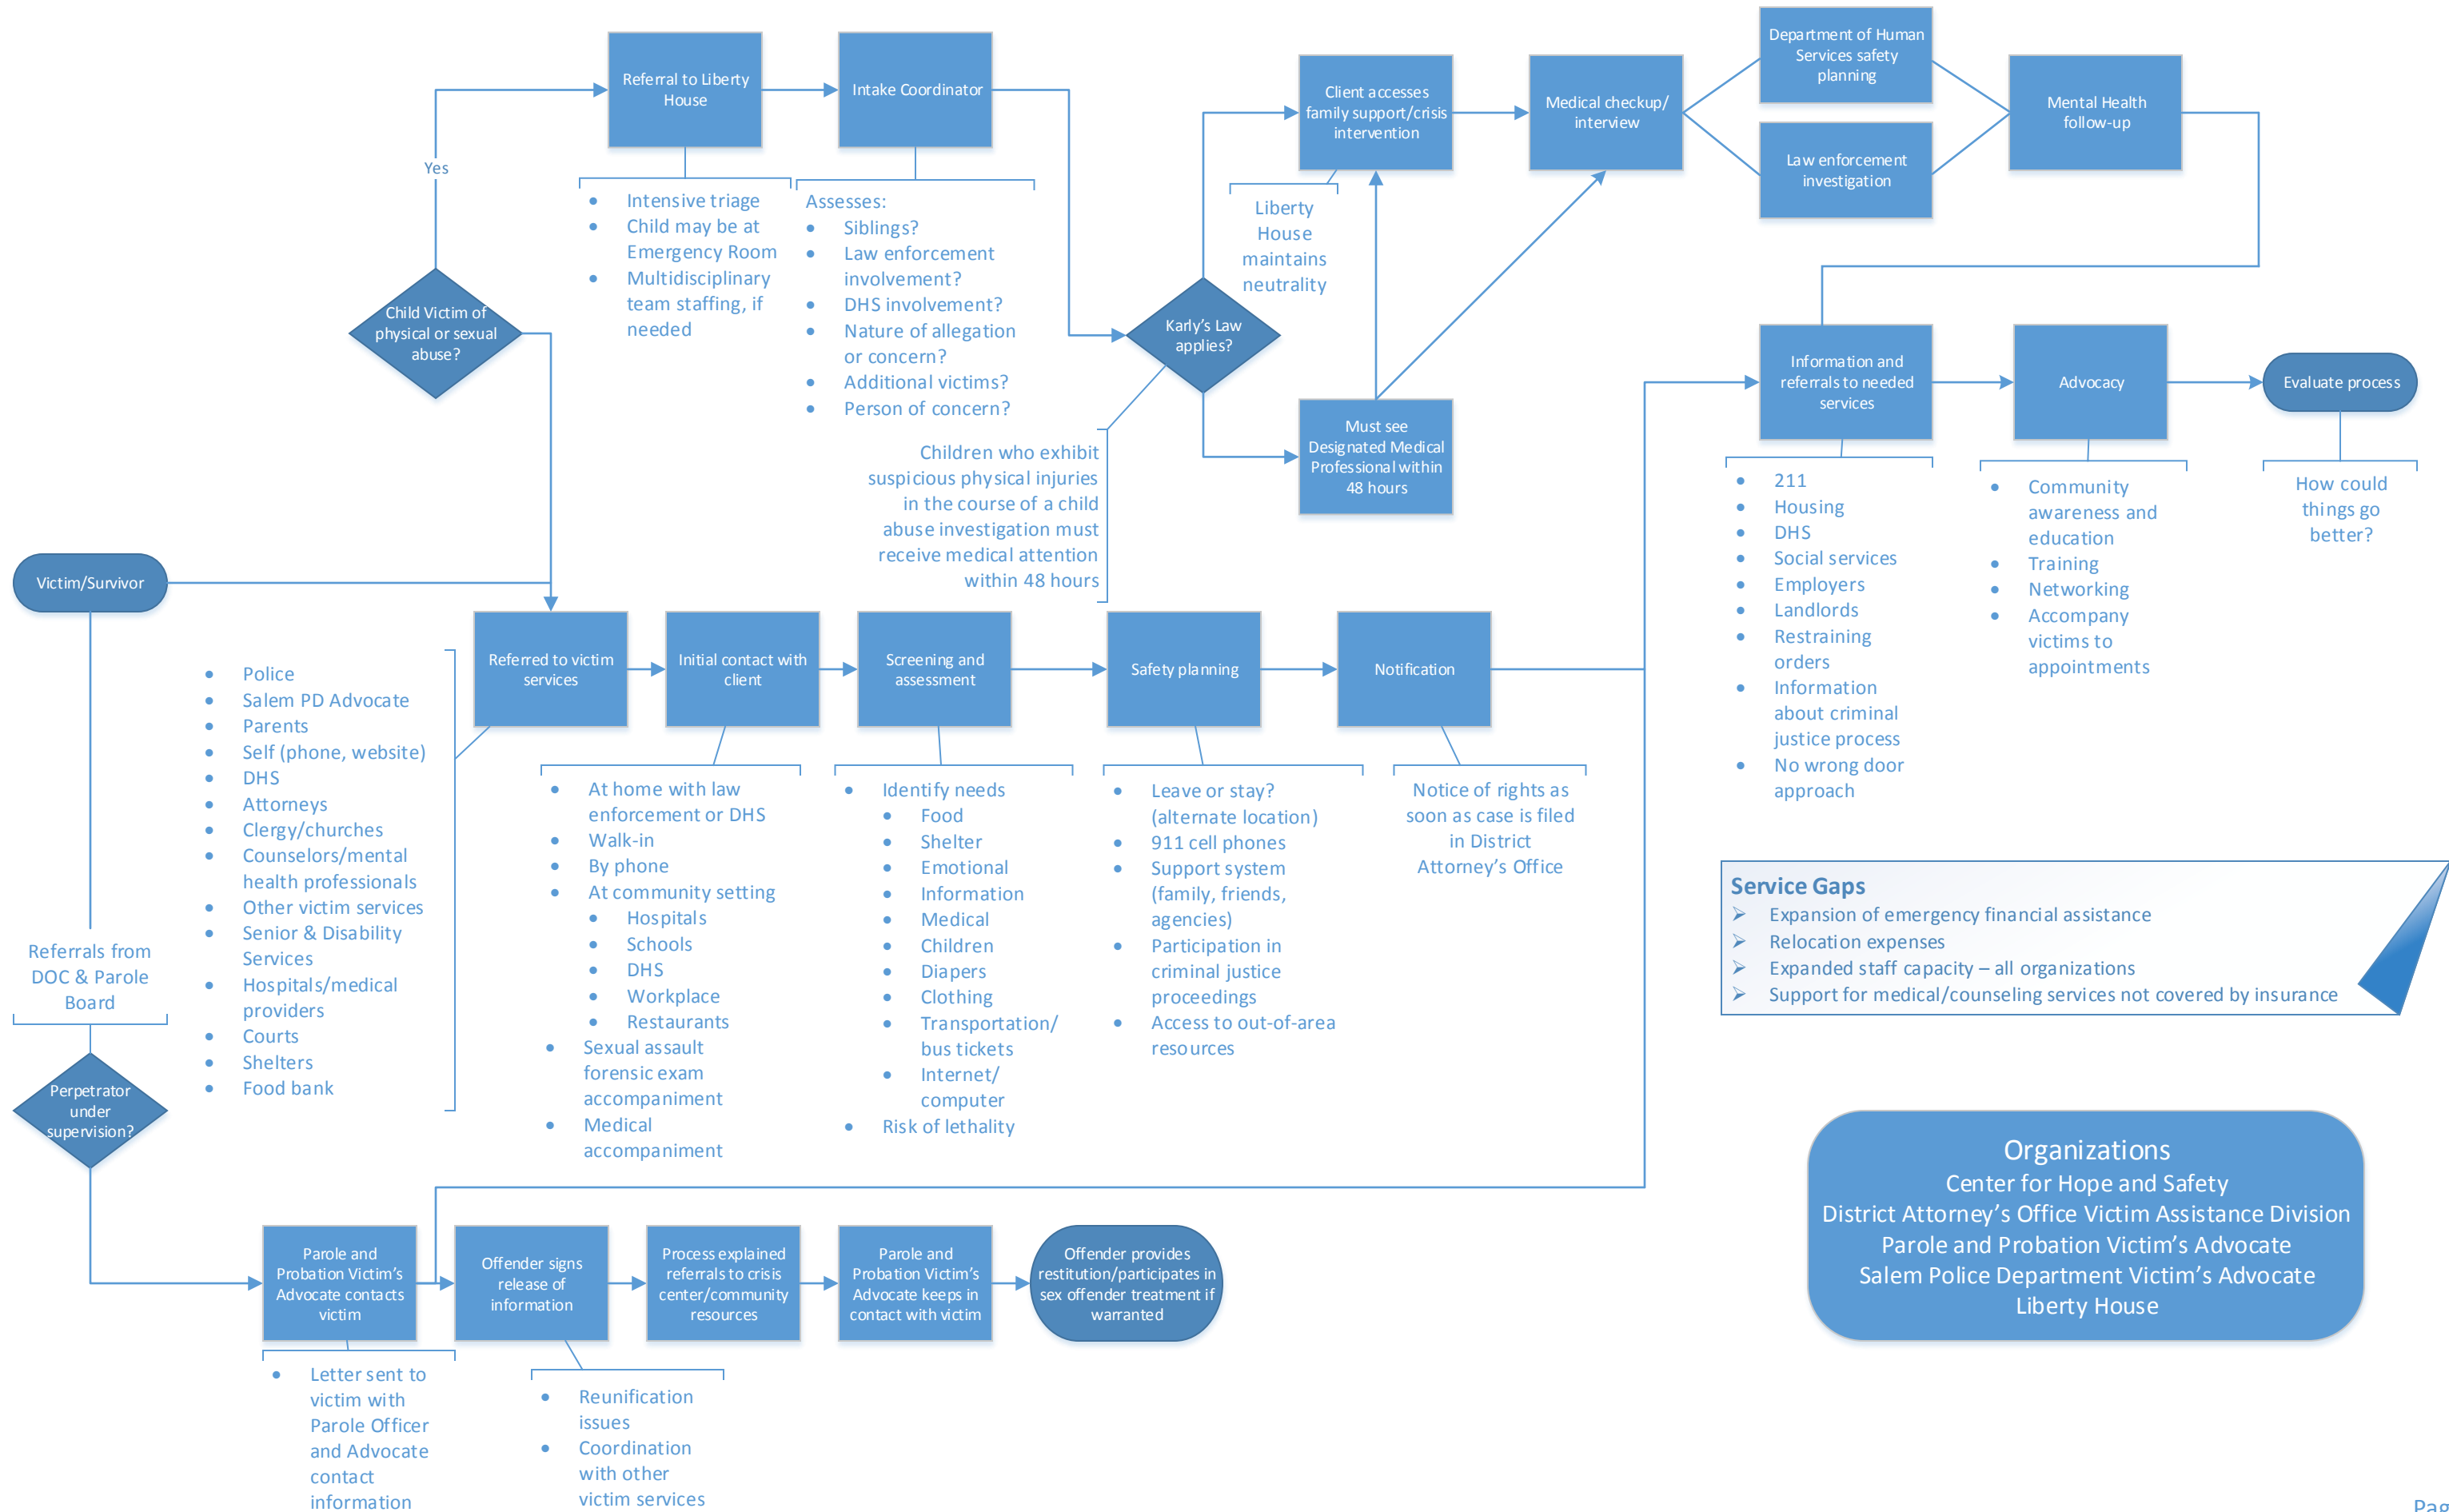 Yes
Child Victim of
physical or sexual
abuse?
Referral to Liberty
House
Intensive triage
Child may be at
Emergency Room
Multidisciplinary
team staffing, if
needed
Intake Coordinator
Assesses:
Siblings?
Law enforcement
involvement?
DHS involvement?
Nature of allegation
or concern?
Additional victims?
Person of concern?
Karly's Law
applies?
Children who exhibit
suspicious physical injuries
in the course of a child
abuse investigation must
receive medical attention
within 48 hours
Client accesses
family support/crisis
intervention
Liberty
House
maintains
neutrality
Must see
Designated Medical
Professional within
48 hours
Medical checkup/
interview
Department of Human
Services safety
planning
Law enforcement
investigation
Mental Health
follow-up
Information and
referrals to needed
services
211
Housing
DHS
Social services
Employers
Landlords
Restraining
orders
Information
about criminal
justice process
No wrong door
approach
Advocacy
Community
awareness and
education
Training
Networking
Accompany
victims to
appointments
Evaluate process
How could
things go
better?
Victim/Survivor
Referred to victim
services
Police
Salem PD Advocate
Parents
Self (phone, website)
DHS
Attorneys
Clergy/churches
Counselors/mental
health professionals
Other victim services
Senior & Disability
Services
Hospitals/medical
providers
Courts
Shelters
Food bank
Initial contact with
client
At home with law
enforcement or DHS
Walk-in
By phone
At community setting
Hospitals
Schools
DHS
Workplace
Restaurants
Sexual assault
forensic exam
accompaniment
Medical
accompaniment
Screening and
assessment
Identify needs
Food
Shelter
Emotional
Information
Medical
Children
Diapers
Clothing
Transportation/
bus tickets
Internet/
computer
Risk of lethality
Safety planning
Leave or stay?
(alternate location)
911 cell phones
Support system
(family, friends,
agencies)
Participation in
criminal justice
proceedings
Access to out-of-area
resources
Notification
Notice of rights as
soon as case is filed
in District
Attorney's Office
Service Gaps
Expansion of emergency financial assistance
Relocation expenses
Expanded staff capacity – all organizations
Support for medical/counseling services not covered by insurance
Referrals from
DOC & Parole
Board
Perpetrator
under
supervision?
Parole and
Probation Victim's
Advocate contacts
victim
Letter sent to
victim with
Parole Officer
and Advocate
contact
information
Offender signs
release of
information
Reunification
issues
Coordination
with other
victim services
Process explained
referrals to crisis
center/community
resources
Parole and
Probation Victim's
Advocate keeps in
contact with victim
Offender provides
restitution/participates in
sex offender treatment if
warranted
Organizations
Center for Hope and Safety
District Attorney's Office Victim Assistance Division
Parole and Probation Victim's Advocate
Salem Police Department Victim's Advocate
Liberty House
Pag